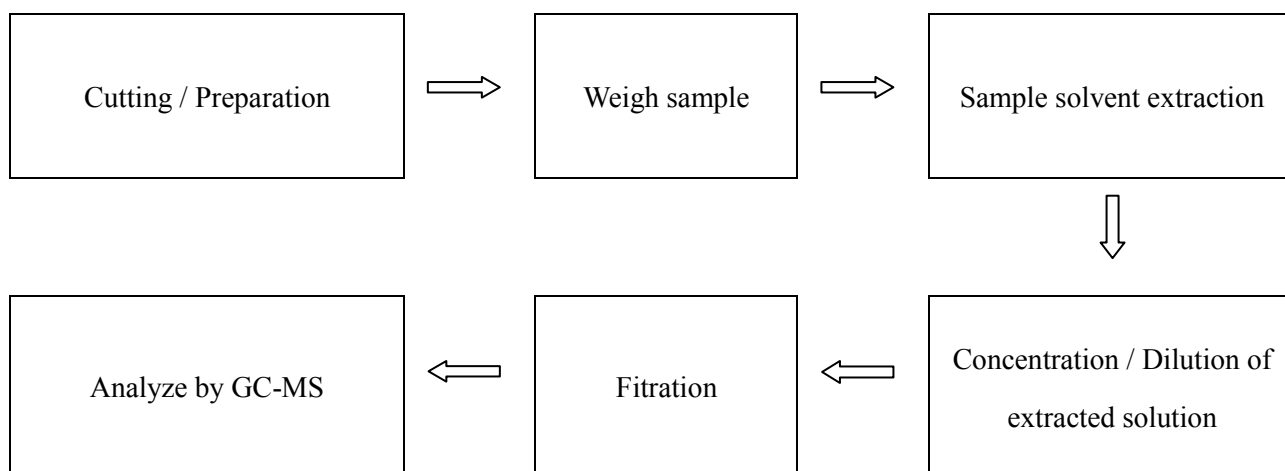 Cutting / Preparation
Weigh sample
Sample solvent extraction
Concentration / Dilution of
extracted solution
Fitration
Analyze by GC-MS